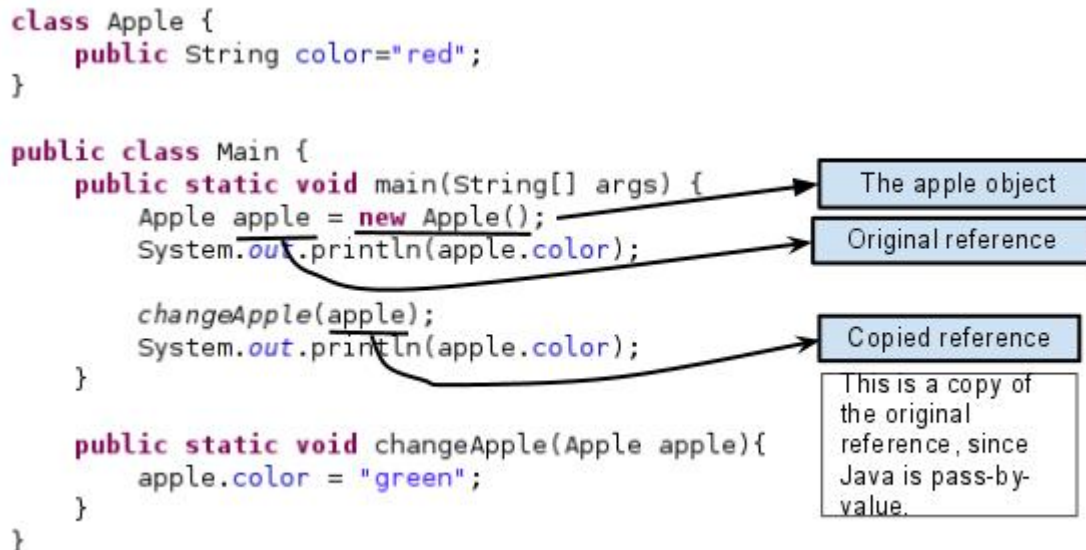 class Apple {
    public String color="red";
}
public class Main {
    public static void main(String[] args) {
        Apple apple = new Apple();
        System.out.println(apple.color);
        changeApple(apple);
        System.out.println(apple.color);
    }
    public static void changeApple(Apple apple){
        apple.color = "green";
    }
}
The apple object
Original reference
Copied reference
This is a copy of
the original
reference, since
Java is pass-by-
value.